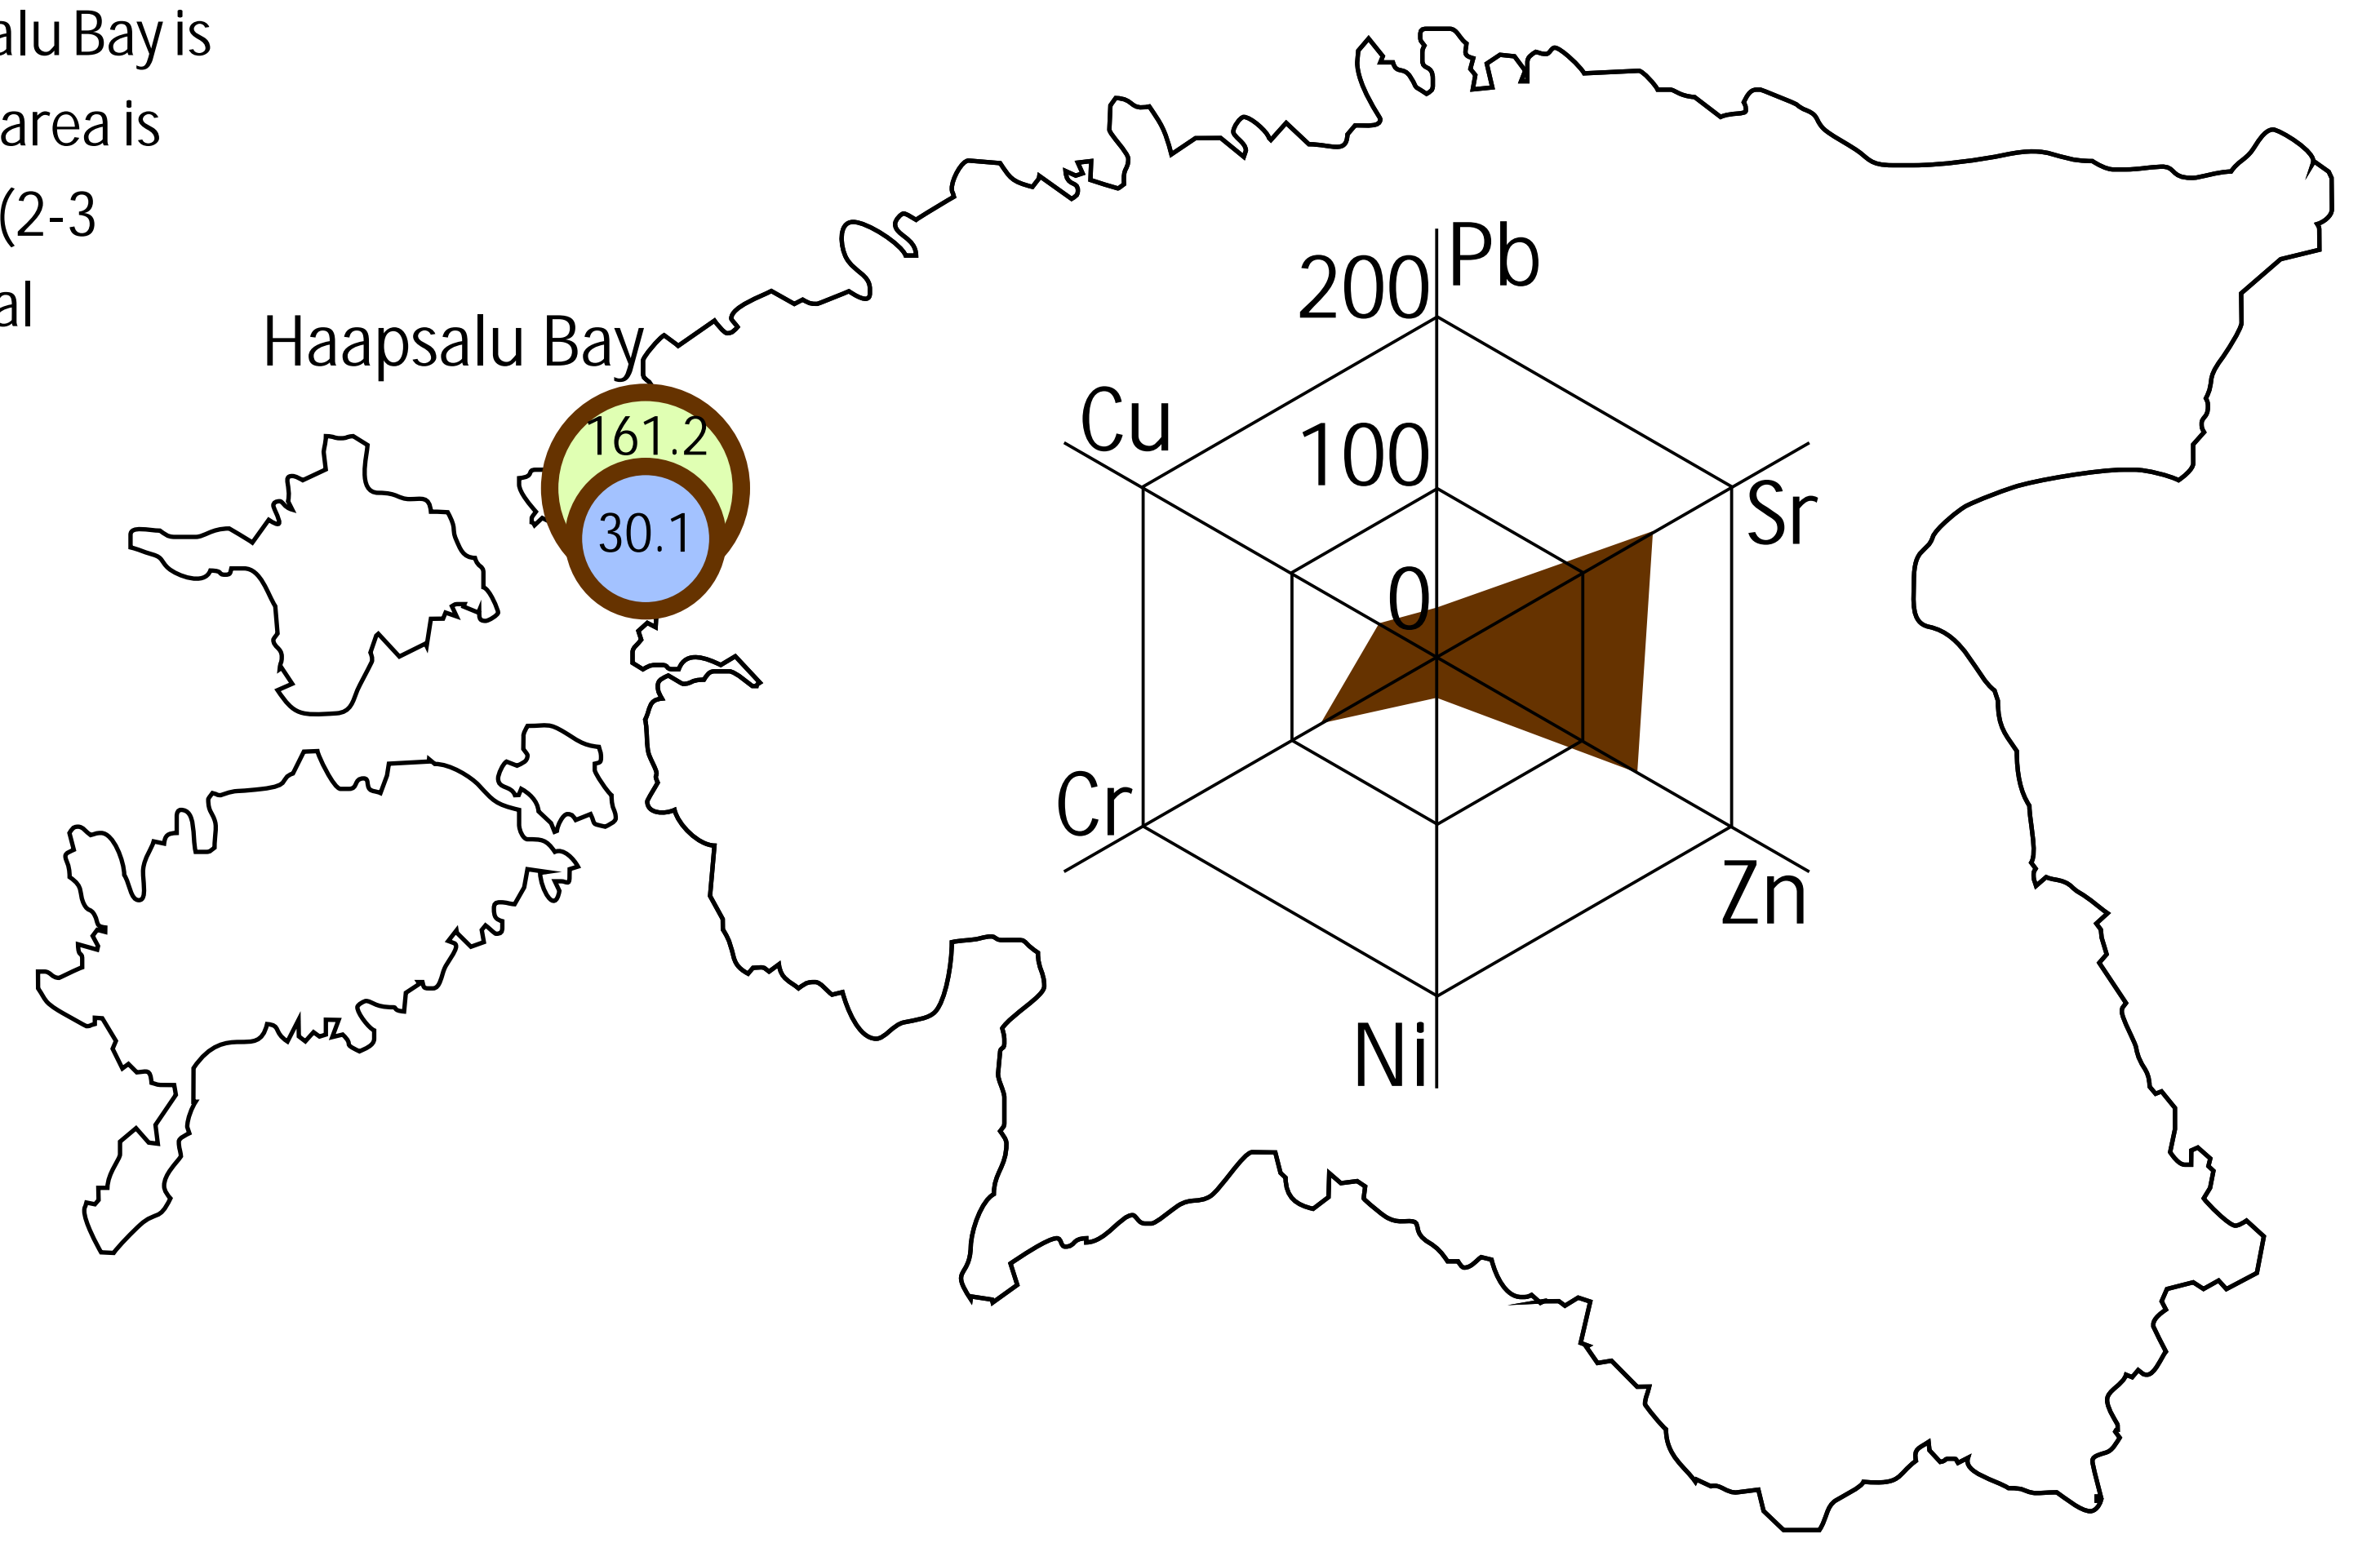 alu Bay is
area is
(2-3
al
Haapsalu Bay
161.2
30.1
Pb
200
100
0
Cu
Sr
Cr
Zn
Ni